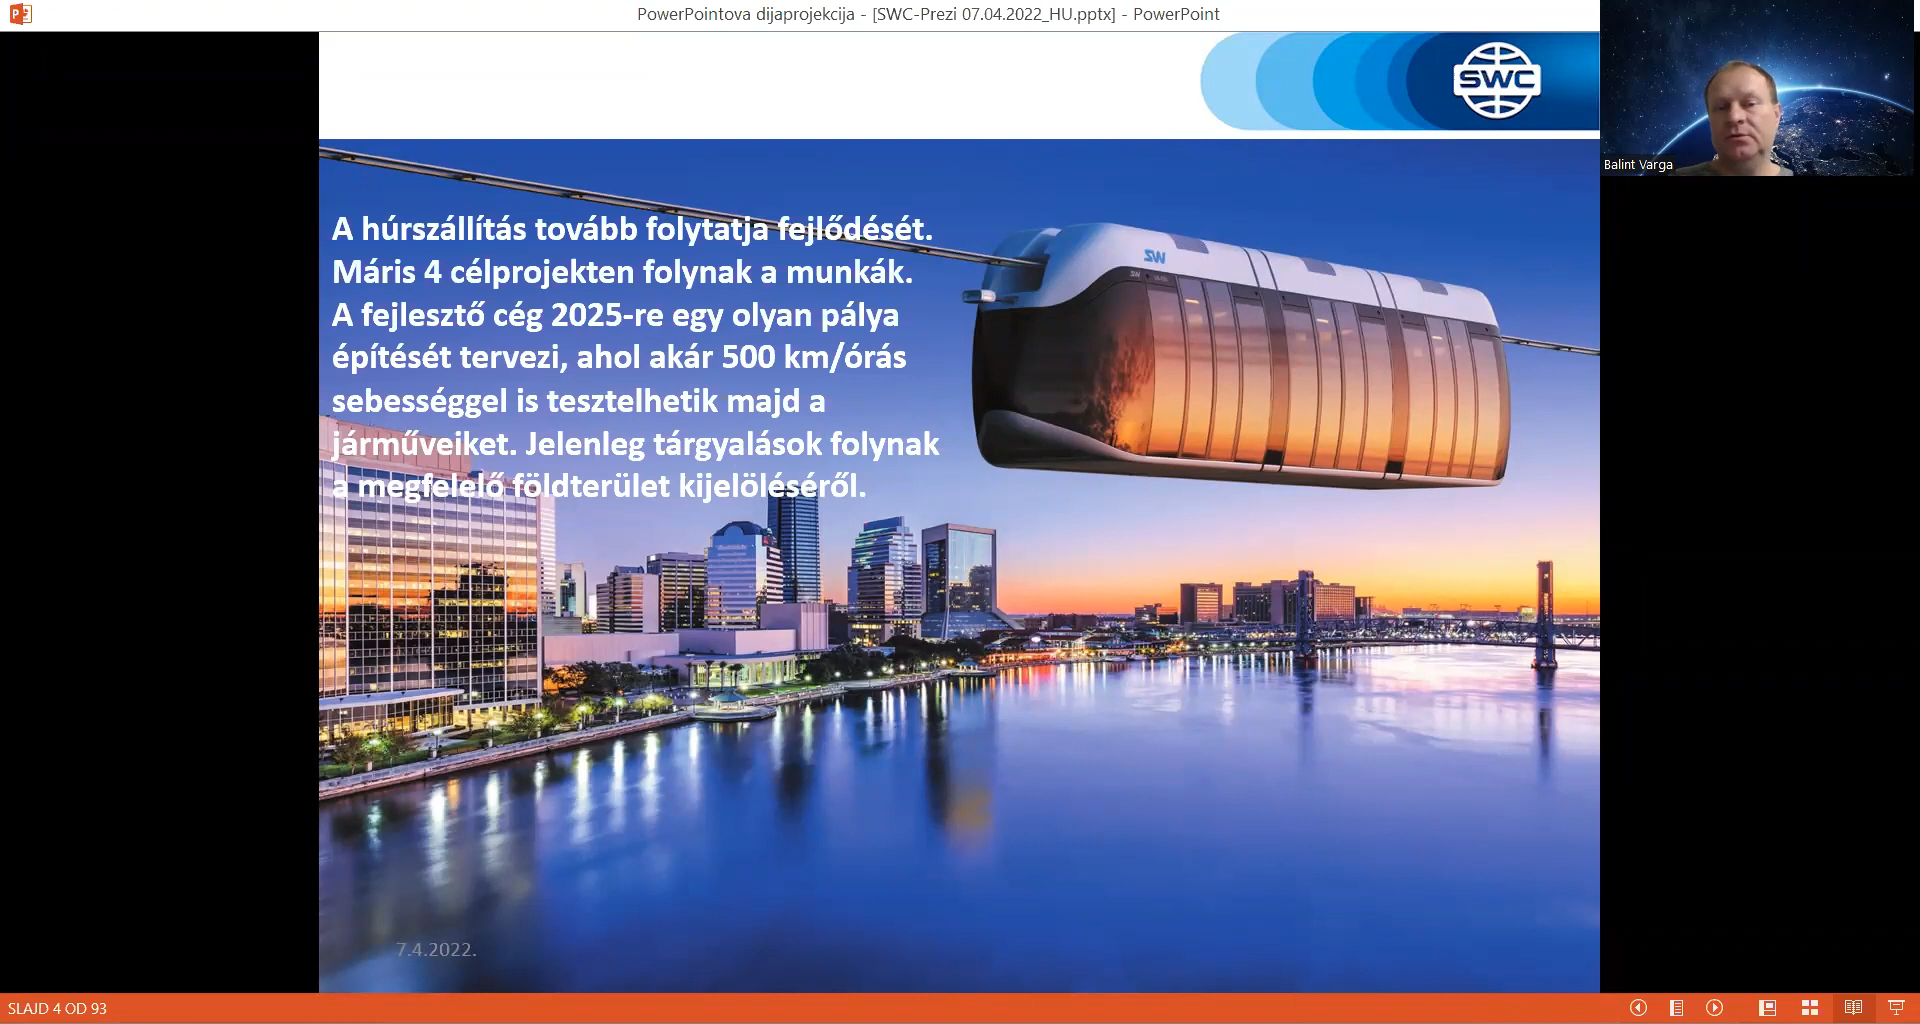 PowerPointova dijaprojekcija - [SWC-Prezi 07.04.2022_HU.pptx] - PowerPoint
SWC
Balint Varga
A húrszállítás tovább folytatja fejlődését.
Máris 4 célprojekten folynak a munkák.
A fejlesztő cég 2025-re egy olyan pálya
építését tervezi, ahol akár 500 km/órás
sebességgel is tesztelhetik majd a
járműveiket. Jelenleg tárgyalások folynak
a megfelelő földterület kijelöléséről.
SW
7.4.2022.
SLAJD 4 OD 93